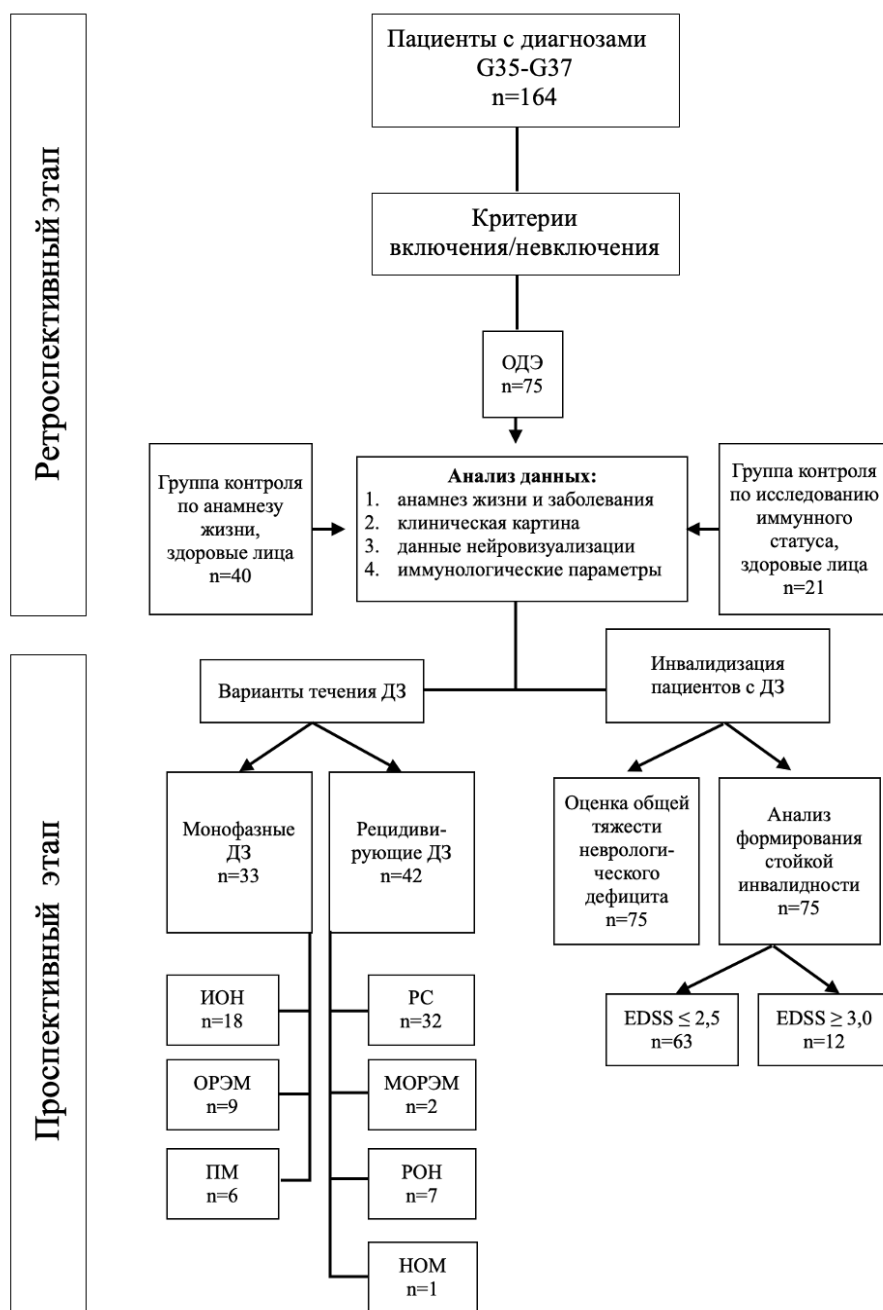 Ретроспективный этап
Пациенты с диагнозами
G35-G37
n=164
Критерии
включения/невключения
ОДЭ
n=75
Группа контроля
по анамнезу
жизни,
здоровые лица
n=40
Анализ данных:
1. анамнез жизни и заболевания
2. клиническая картина
3. данные нейровизуализации
4. иммунологические параметры
Группа контроля
по исследованию
иммунного
статуса,
здоровые лица
n=21
Проспективный этап
Варианты течения ДЗ
Инвалидизация
пациентов с ДЗ
Монофазные
ДЗ
n=33
Рецидиви-
рующие ДЗ
n=42
Оценка общей
тяжести
неврологи-
ческого
дефицита
n=75
Анализ
формирования
стойкой
инвалидности
n=75
ИОН
n=18
РС
n=32
EDSS ≤ 2,5
n=63
EDSS ≥ 3,0
n=12
ОРЭМ
n=9
МОРЭМ
n=2
ПМ
n=6
РОН
n=7
НОМ
n=1